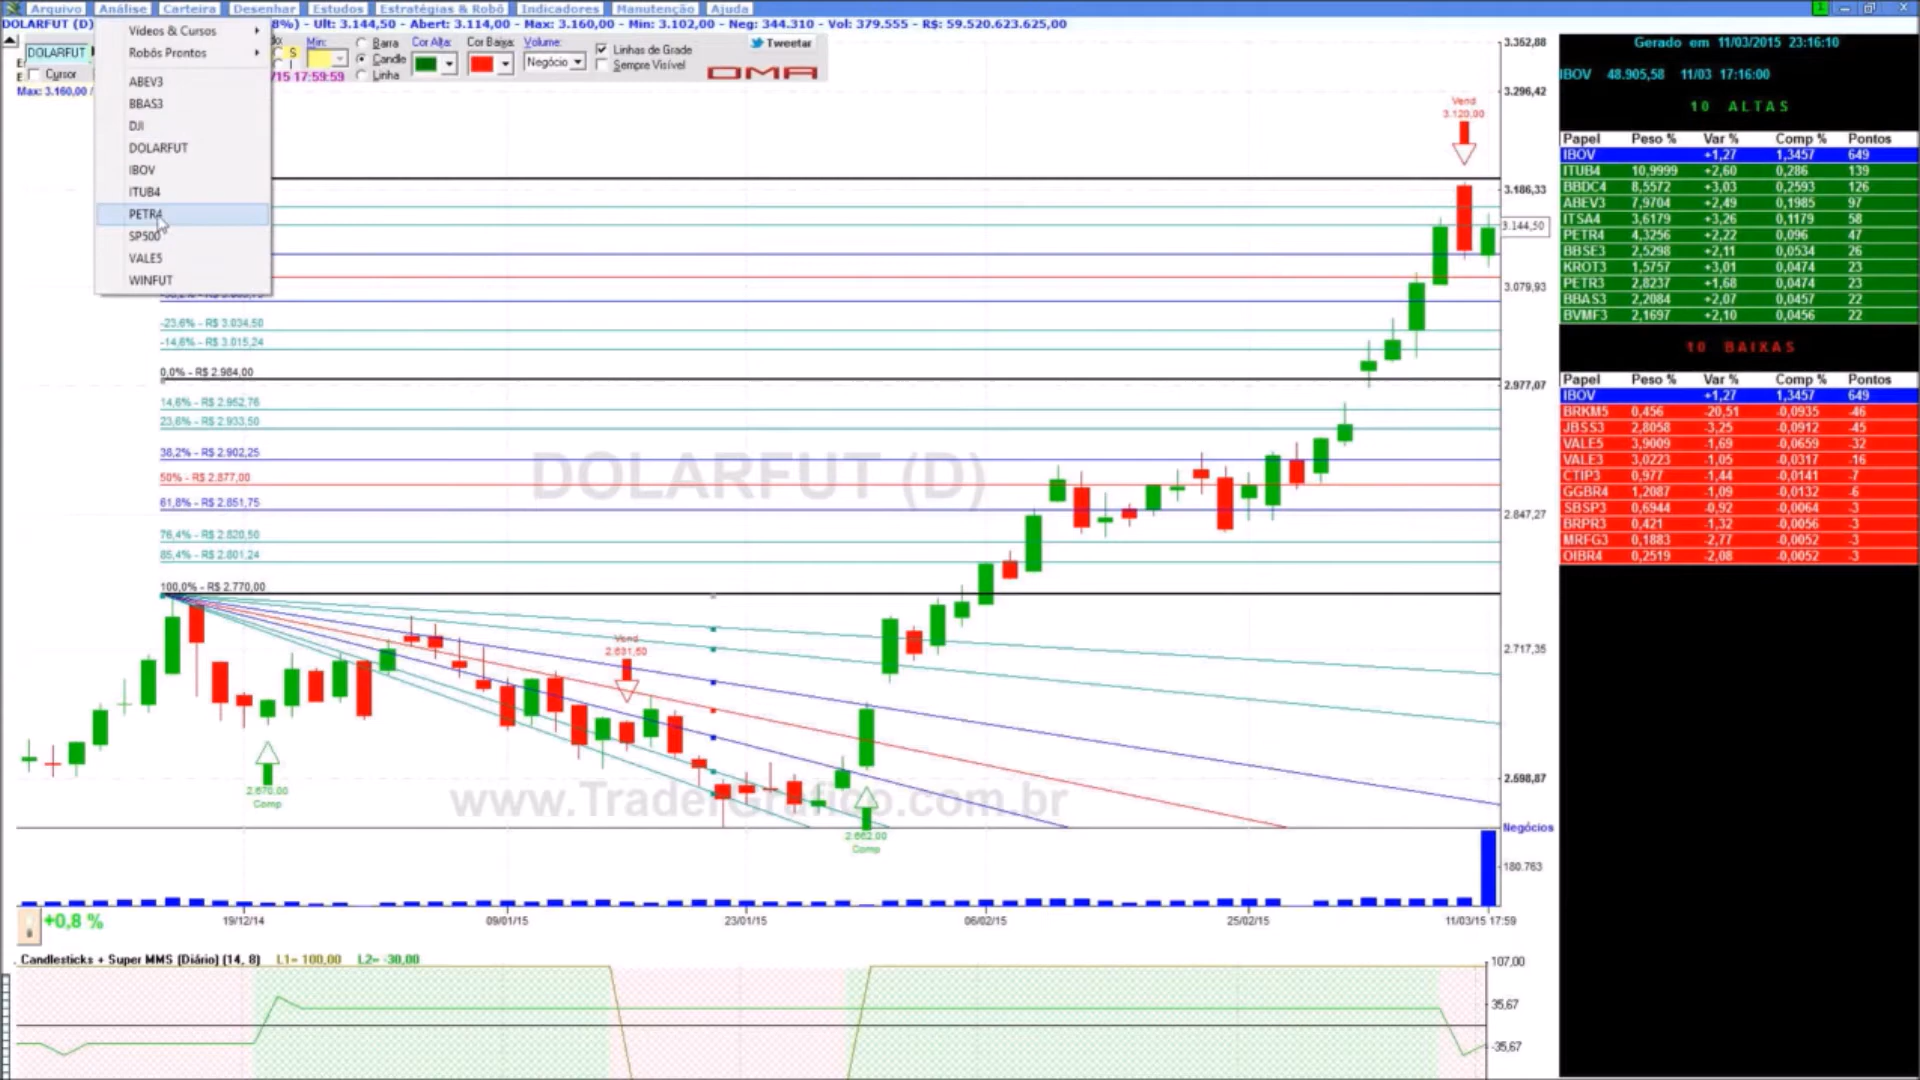 Arquivo Análise Carteira Desenhar Estudos Estratégias & Robô Indicadores Manutenção Ajuda
DOLARFUT (D) 8%) - Ult: 3.144,50 - Abert: 3.114,00 - Max: 3.160,00 - Min: 3.102,00 - Neg: 344.310 - Vol: 379.555 - R$: 59.520.623.625,00
DOLARFUT
Cursor
Max: 3.160,00 /
Vídeos & Cursos
Robôs Prontos
ABEV3
BBAS3
DJI
DOLARFUT
IBOV
ITUB4
PETR4
SP500
VALE5
WINFUT
S
/15 17:59:59
Min:
Barra
Candle
Linha
Cor Alta:
Cor Baixa:
Volume:
Negócio
Linhas de Grade
Sempre Visível
Tweetar
OMA
3.352,88
3.296,42
3.186,33
3.144,50
3.079,93
2.977,07
2.847,27
2.717,35
2.598,87
Vend
3.120,00
-23,6% - R$ 3.034,50
-14,6% - R$ 3.015,24
0,0% - R$ 2.984,00
14,6% - R$ 2.952,76
23,6% - R$ 2.933,50
38,2% - R$ 2.902,25
50% - R$ 2.877,00
61,8% - R$ 2.851,75
76,4% - R$ 2.820,50
85,4% - R$ 2.801,24
100,0% - R$ 2.770,00
DOLARFUT (D)
Vend
2.631,50
2.670,00
Comp
2.662,00
Comp
www.TraderGrafico.com.br
Negócios
180.763
+0,8 %
19/12/14 09/01/15 23/01/15 06/02/15 25/02/15 11/03/15 17:59
. Candlesticks + Super MMS (Diário) (14, 8) L1= 100,00 L2= -30,00
107,00
35,67
-35,67
Gerado em 11/03/2015 23:16:10
IBOV 48.905,58 11/03 17:16:00
10 ALTAS
Papel Peso % Var % Comp % Pontos
IBOV +1,27 1,3457 649
ITUB4 10,9999 +2,60 0,286 139
BBDC4 8,5572 +3,03 0,2593 126
ABEV3 7,9704 +2,49 0,1985 97
ITSA4 3,6179 +3,26 0,1179 58
PETR4 4,3256 +2,22 0,096 47
BBSE3 2,5298 +2,11 0,0534 26
KROT3 1,5757 +3,01 0,0474 23
PETR3 2,8237 +1,68 0,0474 23
BBAS3 2,2084 +2,07 0,0457 22
BVMF3 2,1697 +2,10 0,0456 22
10 BAIXAS
Papel Peso % Var % Comp % Pontos
IBOV +1,27 1,3457 649
BRKM5 0,456 -20,51 -0,0935 -46
JBSS3 2,8058 -3,25 -0,0912 -45
VALE5 3,9009 -1,69 -0,0659 -32
VALE3 3,0223 -1,05 -0,0317 -16
CTIP3 0,977 -1,44 -0,0141 -7
GGBR4 1,2087 -1,09 -0,0132 -6
SBSP3 0,6944 -0,92 -0,0064 -3
BRPR3 0,421 -1,32 -0,0056 -3
MRFG3 0,1883 -2,77 -0,0052 -3
OIBR4 0,2519 -2,08 -0,0052 -3